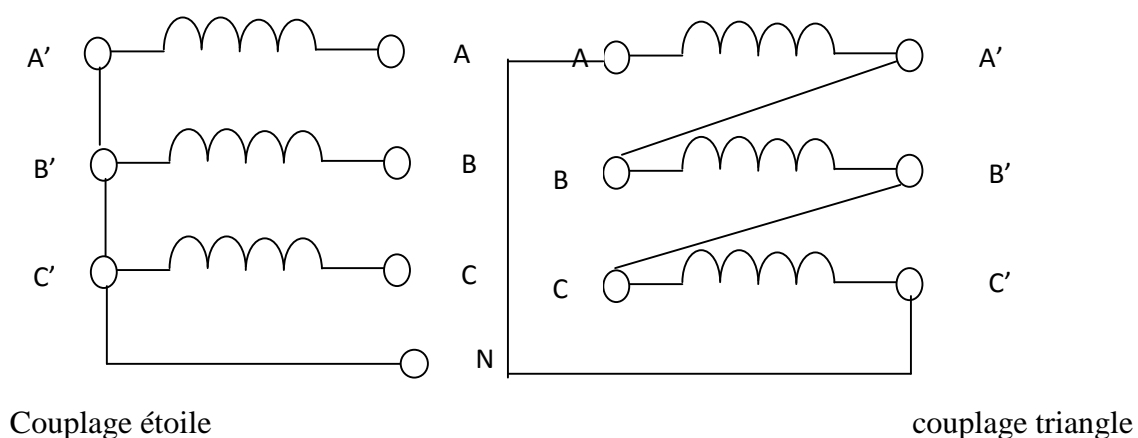 A’ A A A’
B’ B B B’
C’ C C C’
N
Couplage étoile couplage triangle